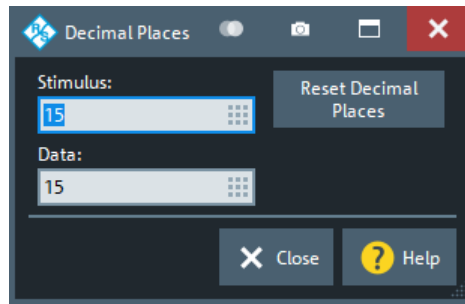 Decimal Places
Stimulus:
15
Reset Decimal
Places
Data:
15
Close
? Help